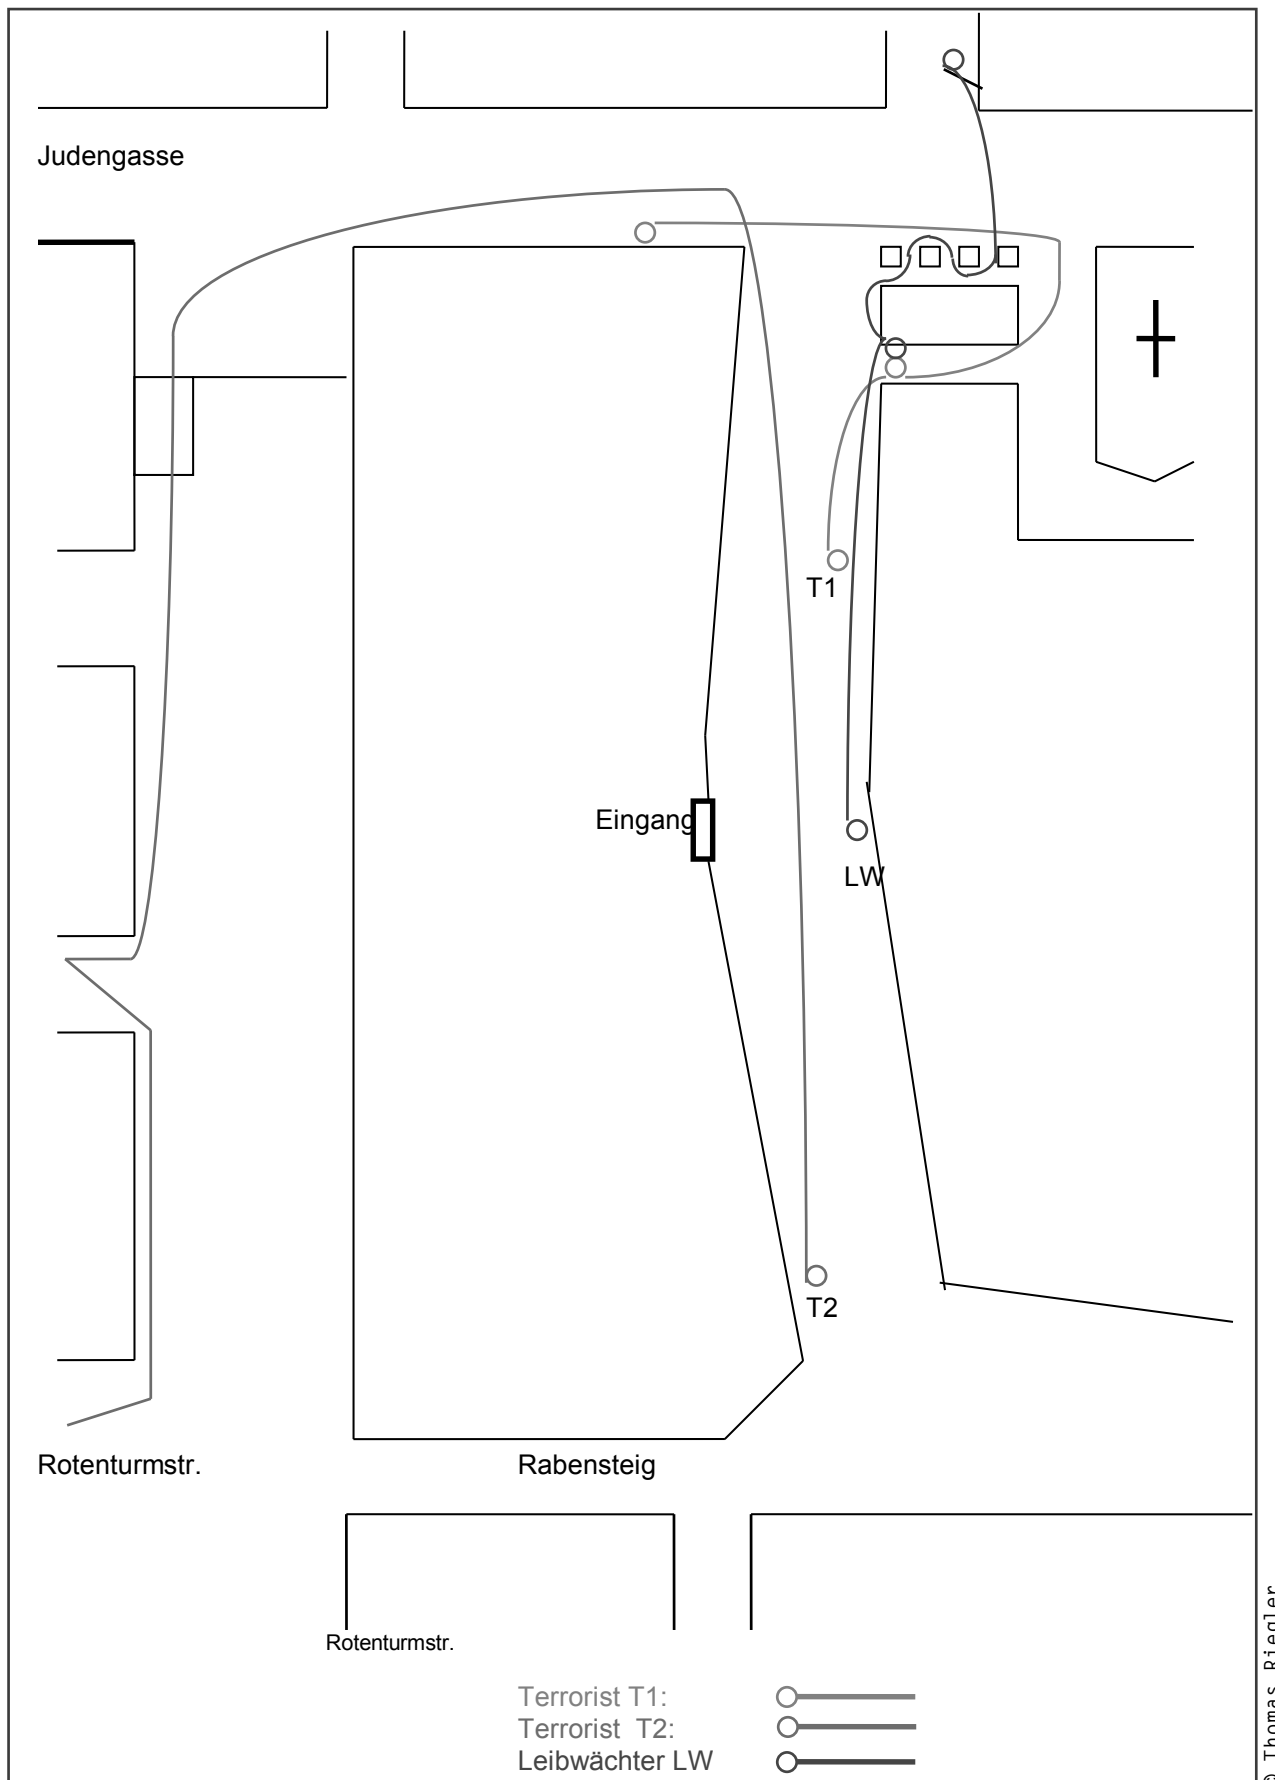 Judengasse
T1
Eingang
LW
T2
Rotenturmstr.
Rabensteig
Rotenturmstr.
Terrorist T1:
Terrorist  T2:
Leibwächter LW
© Thomas Riegler